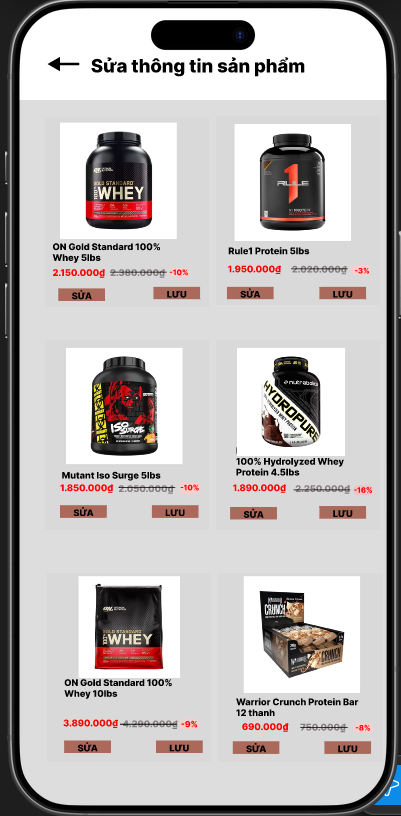 Sửa thông tin sản phẩm
GOLD STANDARD
WHEY
RULE
1
ON Gold Standard 100%
Whey 5lbs
2.150.000₫ 2.380.000₫ -10%
SỬA LƯU
Rule1 Protein 5lbs
1.950.000₫ 2.020.000₫ -3%
SỬA LƯU
ISO
SURGE
nutrabolics
HYDROPURE
Mutant Iso Surge 5lbs
1.850.000₫ 2.050.000₫ -10%
SỬA LƯU
100% Hydrolyzed Whey
Protein 4.5lbs
1.890.000₫ 2.250.000₫ -16%
SỬA LƯU
GOLD STANDARD
WHEY
WARRIOR
CRUNCH
ON Gold Standard 100%
Whey 10lbs
3.890.000₫ 4.290.000₫ -9%
SỬA LƯU
Warrior Crunch Protein Bar
12 thanh
690.000₫ 750.000₫ -8%
SỬA LƯU